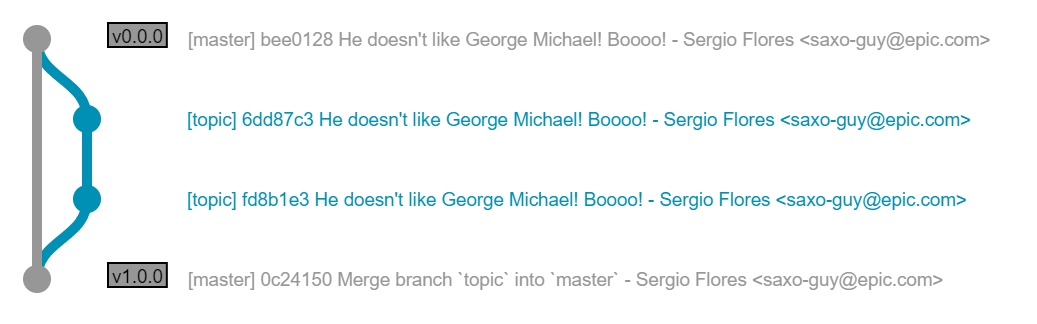 v0.0.0 [master] bee0128 He doesn't like George Michael! Boooo! - Sergio Flores <saxo-guy@epic.com>
[topic] 6dd87c3 He doesn't like George Michael! Boooo! - Sergio Flores <saxo-guy@epic.com>
[topic] fd8b1e3 He doesn't like George Michael! Boooo! - Sergio Flores <saxo-guy@epic.com>
v1.0.0 [master] 0c24150 Merge branch `topic` into `master` - Sergio Flores <saxo-guy@epic.com>